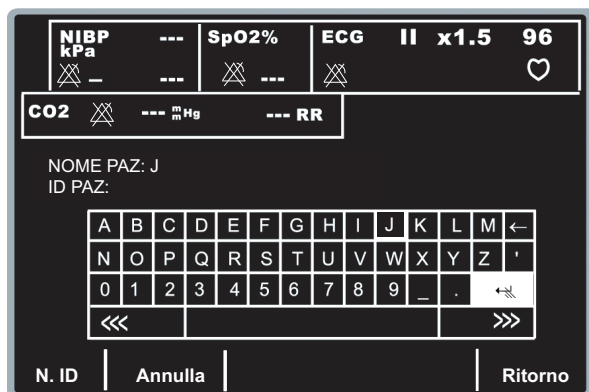 NIBP --- SpO2% ECG II x1.5 96
kPa
– --- ---
CO2 --- mmHg --- RR
NOME PAZ: J
ID PAZ:
A B C D E F G H I J K L M ←
N O P Q R S T U V W X Y Z '
0 1 2 3 4 5 6 7 8 9 _ .
<<< >>>
N. ID Annulla Ritorno